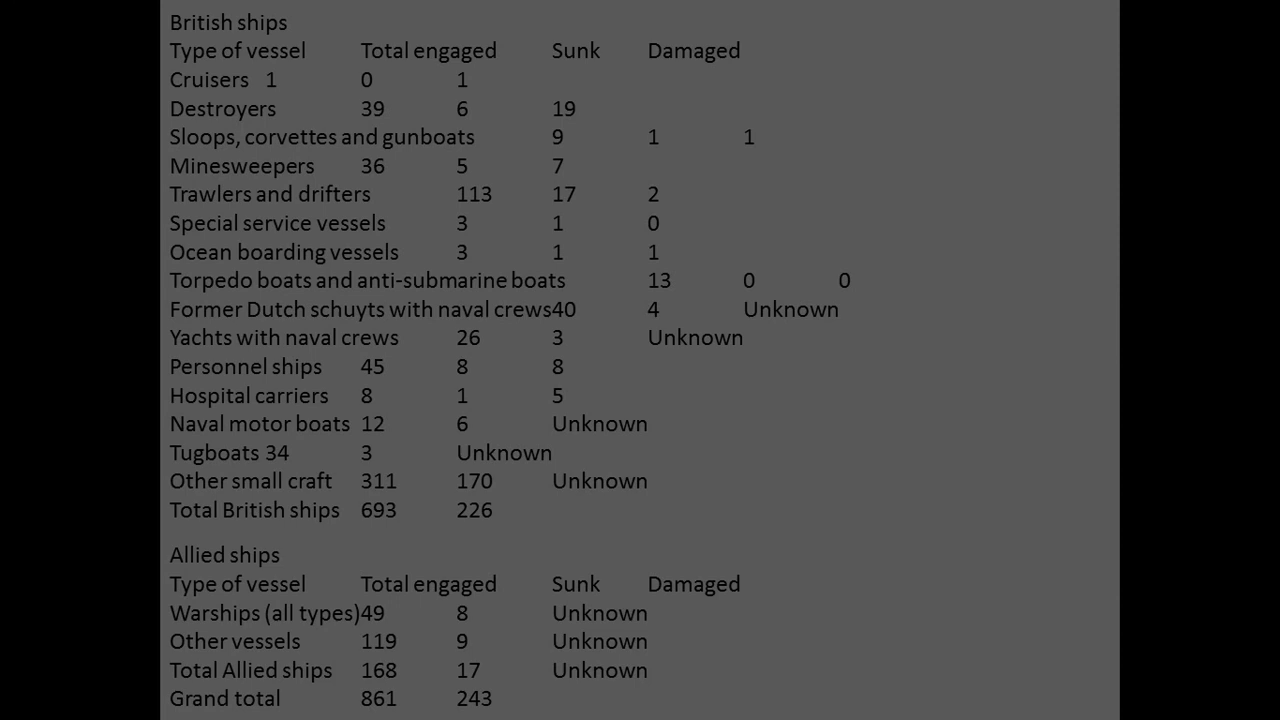 British ships
Type of vessel Total engaged Sunk Damaged
Cruisers 1 0 1
Destroyers 39 6 19
Sloops, corvettes and gunboats 9 1 1
Minesweepers 36 5 7
Trawlers and drifters 113 17 2
Special service vessels 3 1 0
Ocean boarding vessels 3 1 1
Torpedo boats and anti-submarine boats 13 0 0
Former Dutch schuyts with naval crews40 4 Unknown
Yachts with naval crews 26 3 Unknown
Personnel ships 45 8 8
Hospital carriers 8 1 5
Naval motor boats 12 6 Unknown
Tugboats 34 3 Unknown
Other small craft 311 170 Unknown
Total British ships 693 226
Allied ships
Type of vessel Total engaged Sunk Damaged
Warships (all types)49 8 Unknown
Other vessels 119 9 Unknown
Total Allied ships 168 17 Unknown
Grand total 861 243